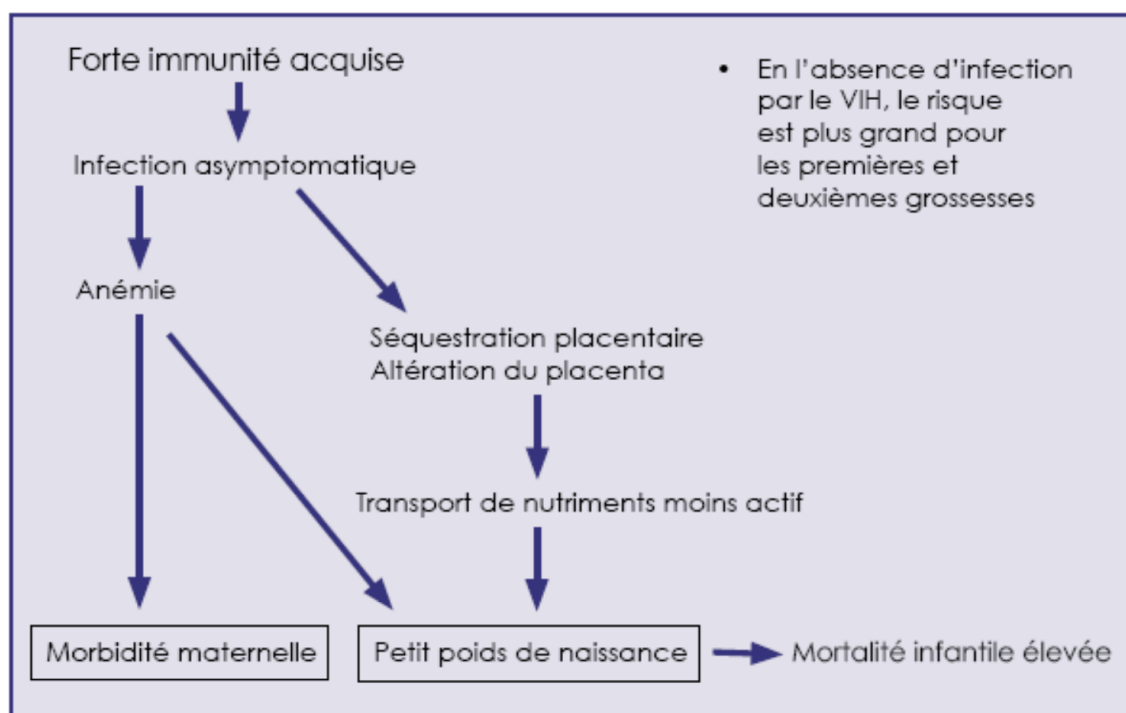 Forte immunité acquise
Infection asymptomatique
Anémie
Séquestration placentaire
Altération du placenta
Transport de nutriments moins actif
Morbidité maternelle
Petit poids de naissance
Mortalité infantile élevée
• En l'absence d'infection
par le VIH, le risque
est plus grand pour
les premières et
deuxièmes grossesses